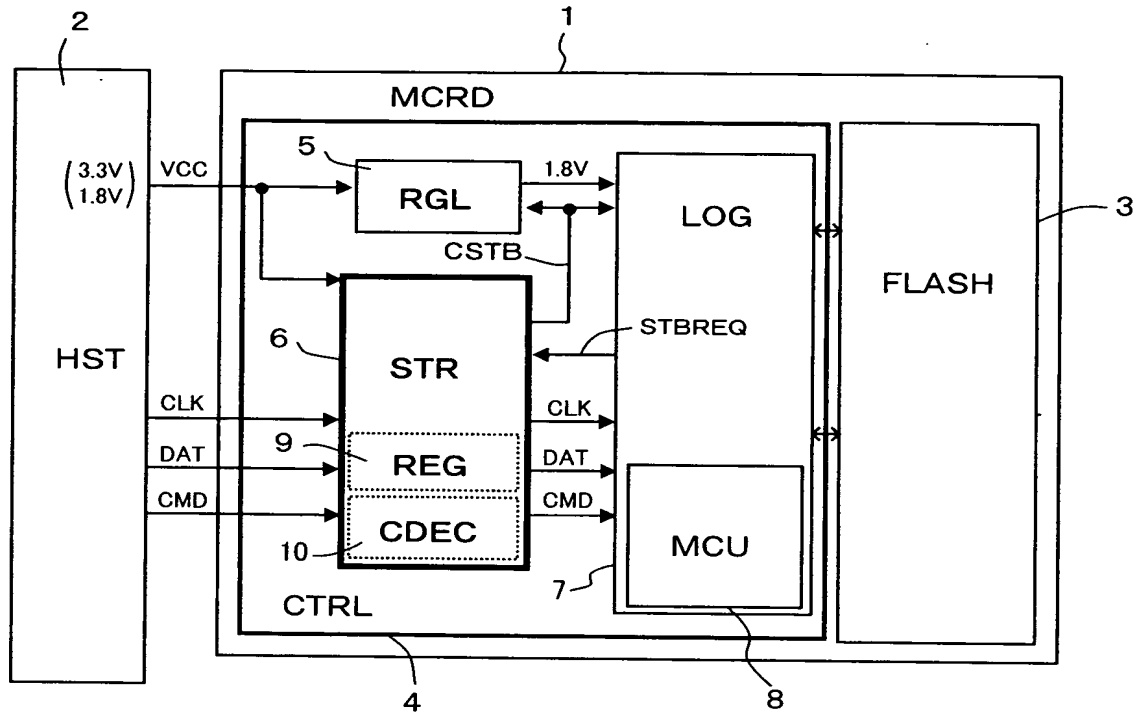 2
1
MCRD
5
(3.3V
1.8V)
VCC
1.8V
RGL
LOG
3
CSTB
FLASH
STBREQ
6
STR
HST
CLK
CLK
9
DAT
REG
DAT
CMD
CMD
CDEC
10
MCU
7
CTRL
4
8